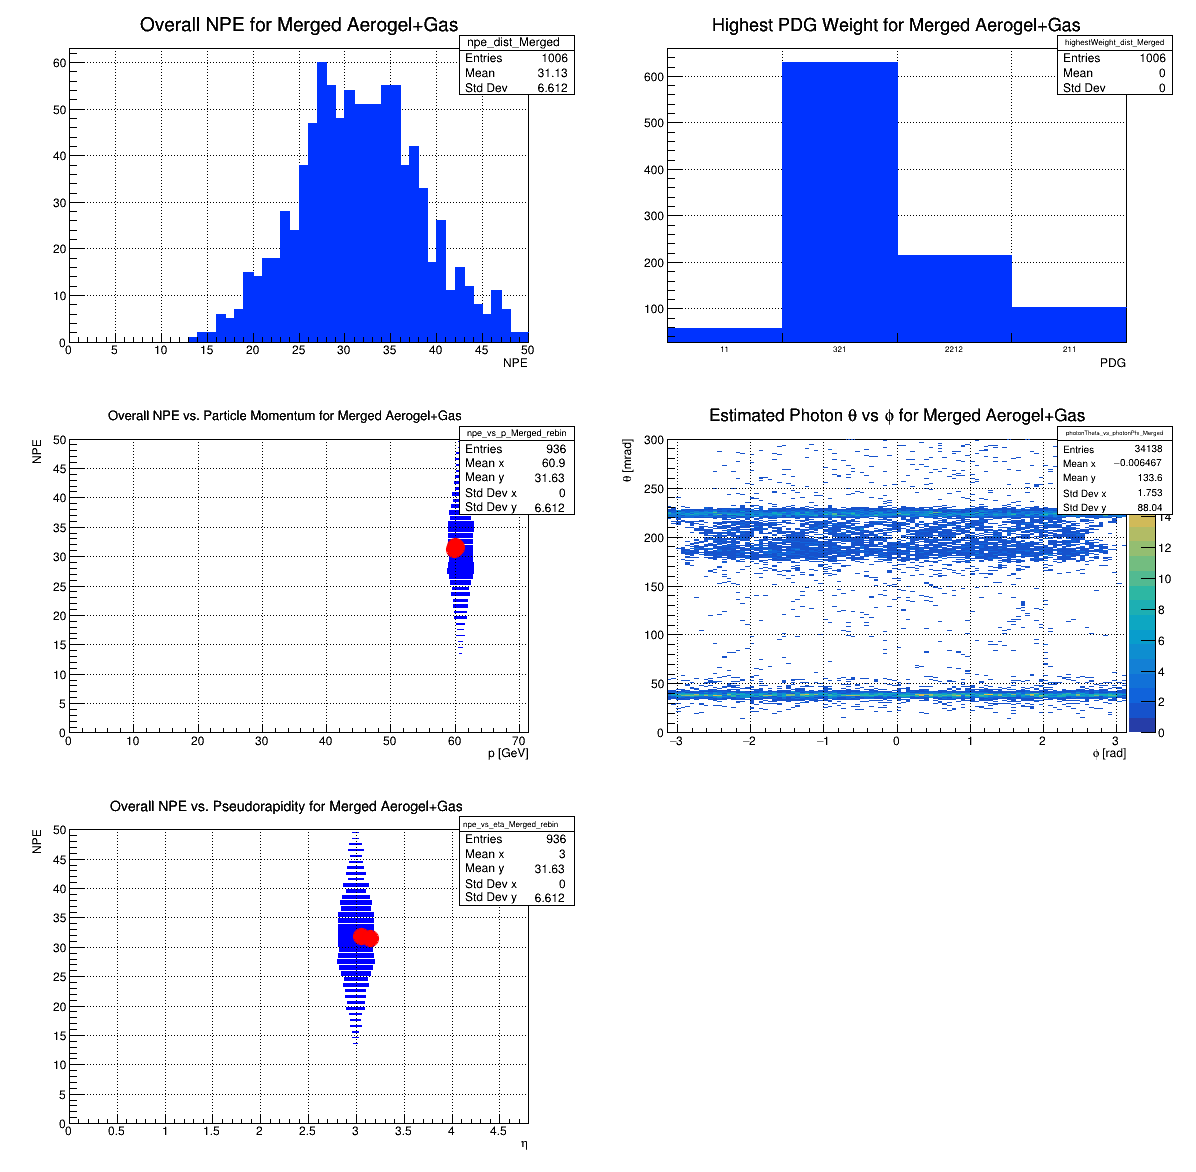 Overall NPE for Merged Aerogel+Gas
npe_dist_Merged
Entries 1006
Mean 31.13
Std Dev 6.612
60
50
40
30
20
10
0
0 5 10 15 20 25 30 35 40 45 50
NPE
Highest PDG Weight for Merged Aerogel+Gas
highestWeight_dist_Merged
Entries 1006
Mean 0
Std Dev 0
600
500
400
300
200
100
11 321 2212 211
PDG
Overall NPE vs. Particle Momentum for Merged Aerogel+Gas
NPE
npe_vs_p_Merged_rebin
Entries 936
Mean x 60.9
Mean y 31.63
Std Dev x 0
Std Dev y 6.612
50
45
40
35
30
25
20
15
10
5
0
0 10 20 30 40 50 60 70
p [GeV]
Estimated Photon θ vs ϕ for Merged Aerogel+Gas
θ [mrad]
photonTheta_vs_photonPhi_Merged
Entries 34138
Mean x −0.006467
Mean y 133.6
Std Dev x 1.753
Std Dev y 88.04
300
250
200
150
100
50
0
14
12
10
8
6
4
2
0
−3 −2 −1 0 1 2 3
ϕ [rad]
Overall NPE vs. Pseudorapidity for Merged Aerogel+Gas
NPE
npe_vs_eta_Merged_rebin
Entries 936
Mean x 3
Mean y 31.63
Std Dev x 0
Std Dev y 6.612
50
45
40
35
30
25
20
15
10
5
0
0 0.5 1 1.5 2 2.5 3 3.5 4 4.5
η